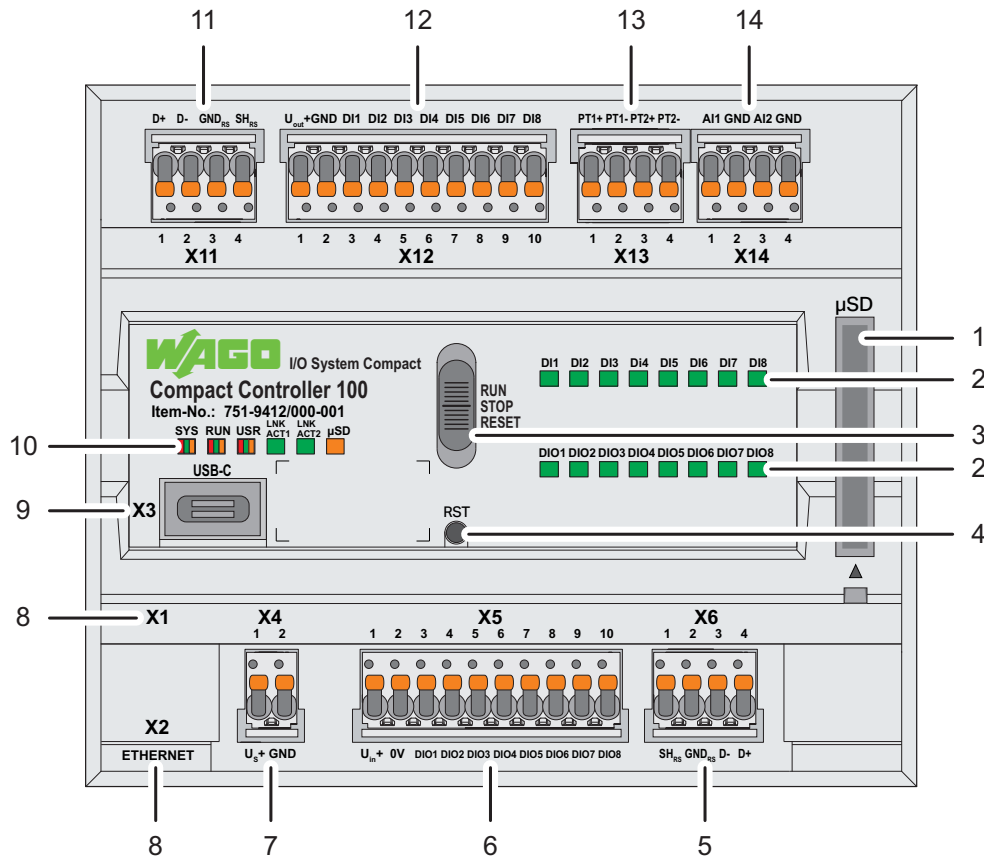 11 12 13 14
D+ D- GNDRS SHRS
Uout+GND DI1 DI2 DI3 DI4 DI5 DI6 DI7 DI8
PT1+ PT1- PT2+ PT2-
AI1 GND AI2 GND
1 2 3 4
1 2 3 4 5 6 7 8 9 10
1 2 3 4
1 2 3 4
X11 X12 X13 X14
µSD
1
WAGO I/O System Compact
Compact Controller 100
Item-No.: 751-9412/000-001
RUN
STOP
RESET
3
DI1 DI2 DI3 Di4 DI5 DI6 DI7 DI8
2
10
SYS RUN USR LNK ACT1 LNK ACT2 µSD
DIO1 DIO2 DIO3 DIO4 DIO5 DIO6 DIO7 DIO8
2
USB-C
9 X3
RST
4
8 X1 X4 X5 X6
1 2
1 2 3 4 5 6 7 8 9 10
1 2 3 4
X2
ETHERNET
US+ GND
Uin+ 0V DIO1 DIO2 DIO3 DIO4 DIO5 DIO6 DIO7 DIO8
SHRS GNDRS D- D+
8 7 6 5